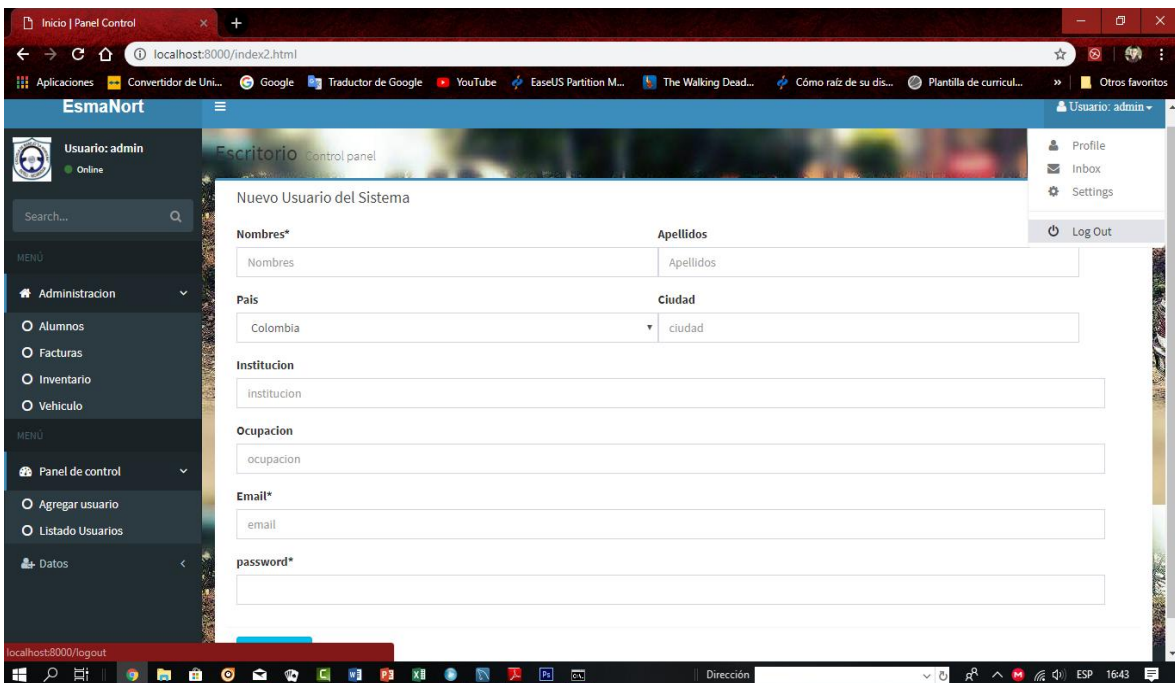 Inicio | Panel Control
localhost:8000/index2.html
Aplicaciones Convertidor de Uni... Google Traductor de Google YouTube EaseUS Partition M... The Walking Dead... Cómo raíz de su dis... Plantilla de curricul... » Otros favoritos
EsmaNort Usuario: admin
Usuario: admin
Online
Escritorio Control panel
Profile
Inbox
Settings
Log Out
Search...
MENÚ
Administracion
Alumnos
Facturas
Inventario
Vehiculo
MENÚ
Panel de control
Agregar usuario
Listado Usuarios
Datos
Nuevo Usuario del Sistema
Nombres* Apellidos
Nombres Apellidos
Pais Ciudad
Colombia ciudad
Institucion
institucion
Ocupacion
ocupacion
Email*
email
password*
localhost:8000/logout
Dirección ESP 16:43